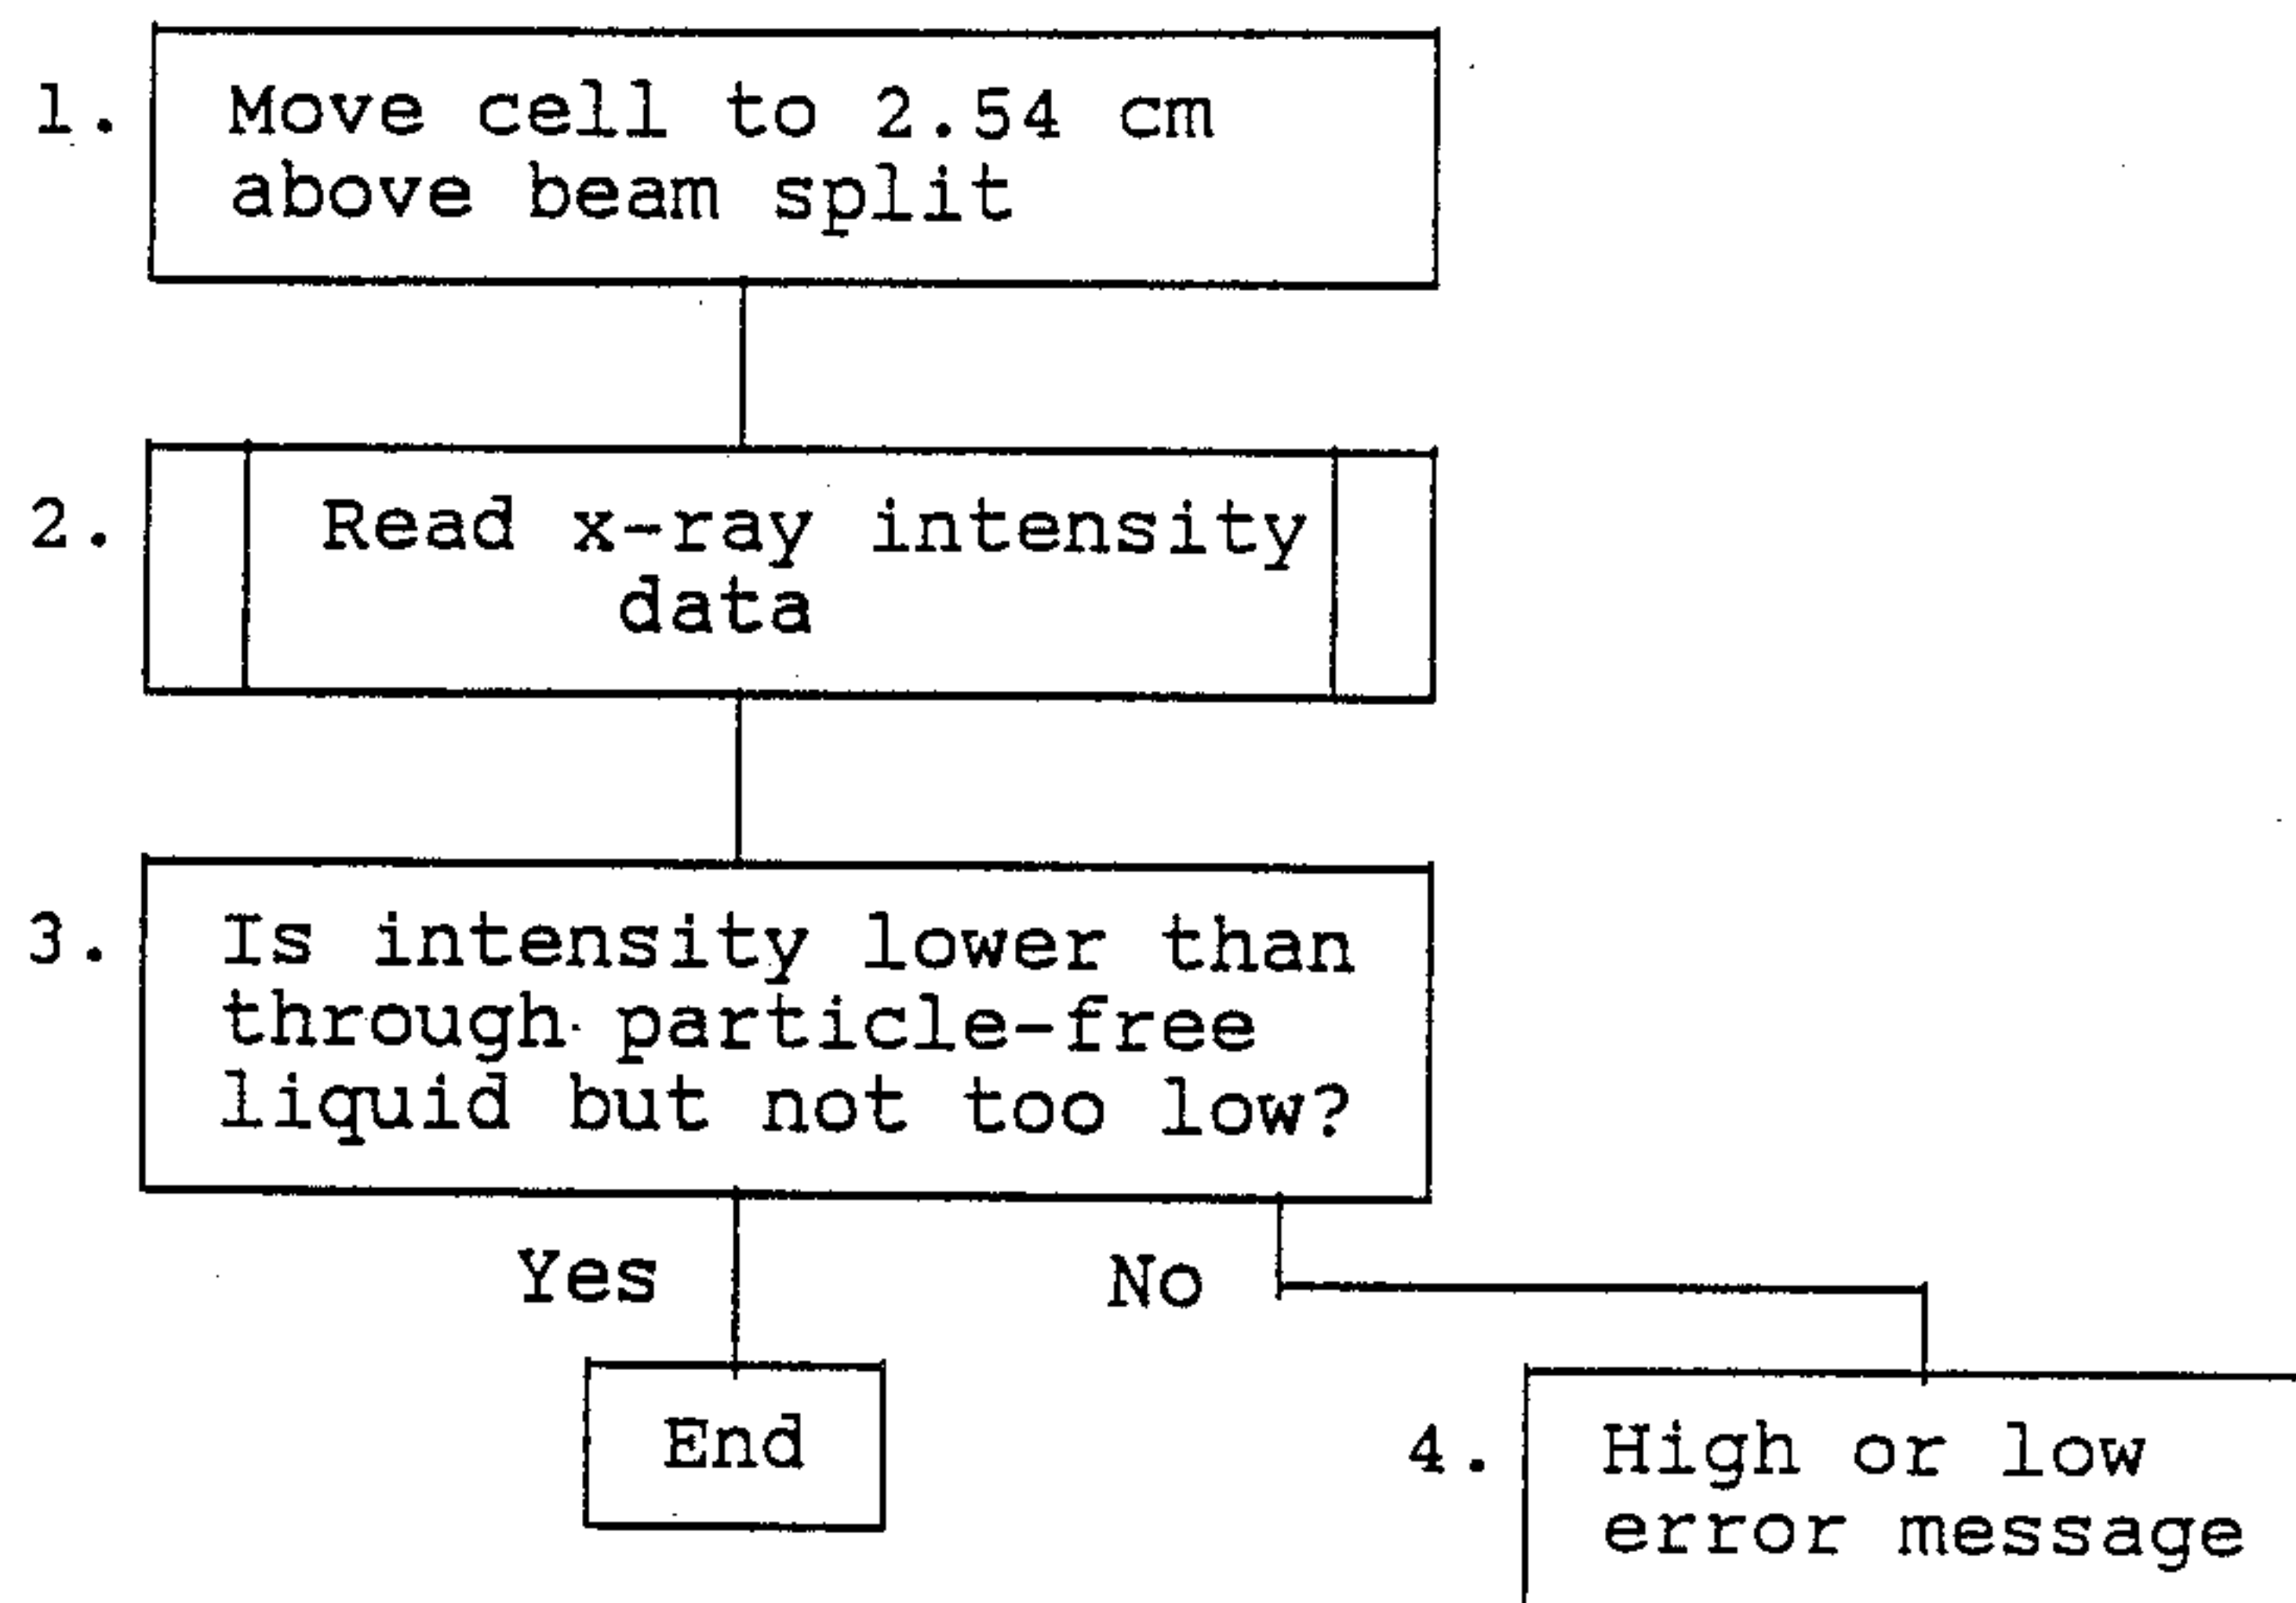 1. Move cell to 2.54 cm
above beam split
2. Read x-ray intensity
data
3. Is intensity lower than
through particle-free
liquid but not too low?
Yes No
End
4. High or low
error message